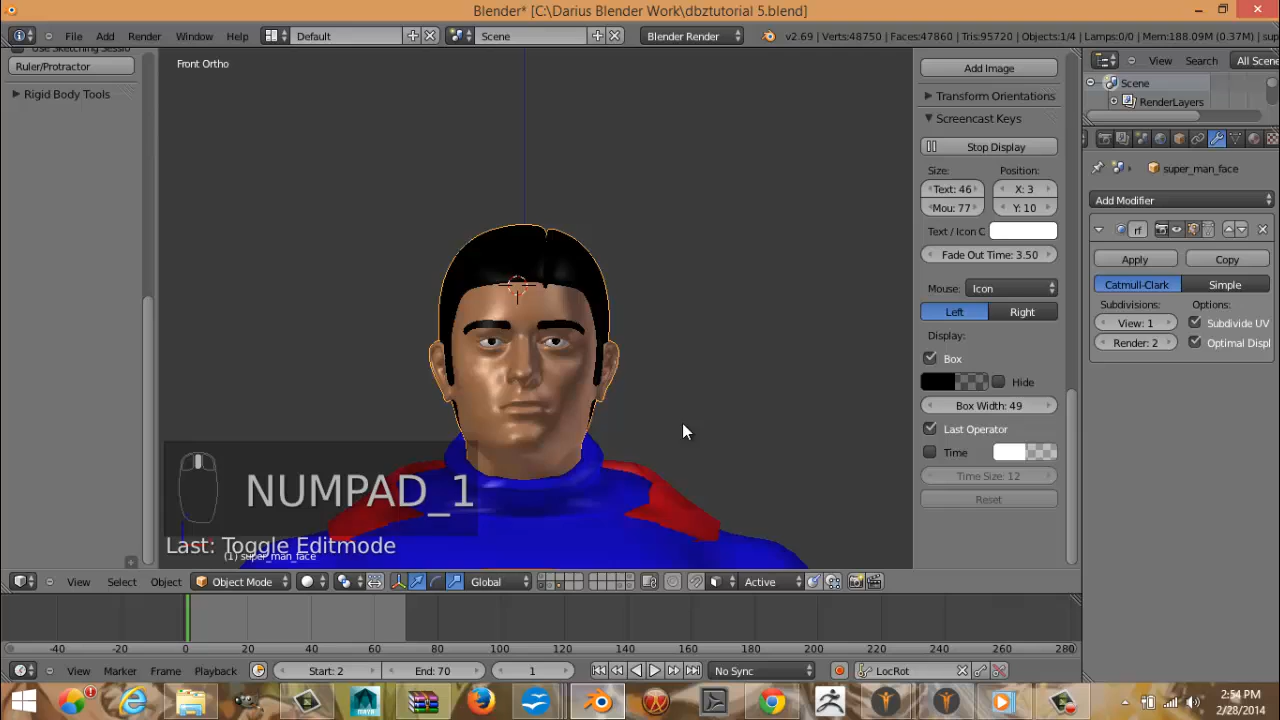 Blender* [C:\Darius Blender Work\dbztutorial 5.blend]
File Add Render Window Help Default Scene Blender Render v2.69 | Verts:48750 | Faces:47860 | Tris:95720 | Objects:1/4 | Lamps:0/0 | Mem:188.09M (0.37M) | sup
Use Sketching Sessio
Ruler/Protractor
Rigid Body Tools
Front Ortho
NUMPAD_1
Last: Toggle Editmode
(1) super_man_face
Add Image
Transform Orientations
Screencast Keys
Stop Display
Size: Position:
Text: 46 X: 3
Mou: 77 Y: 10
Text / Icon C
Fade Out Time: 3.50
Mouse: Icon
Left Right
Display:
Box
Hide
Box Width: 49
Last Operator
Time
Time Size: 12
Reset
View Search All Scene
Scene
RenderLayers
super_man_face
Add Modifier
rf
Apply Copy
Catmull-Clark Simple
Subdivisions: Options:
View: 1 Subdivide UV
Render: 2 Optimal Displ
View Select Object Object Mode Global Active
-40 -20 0 20 40 60 80 100 120 140 160 180 200 220 240 260 280
View Marker Frame Playback Start: 2 End: 70 1 No Sync LocRot
2:54 PM
2/28/2014